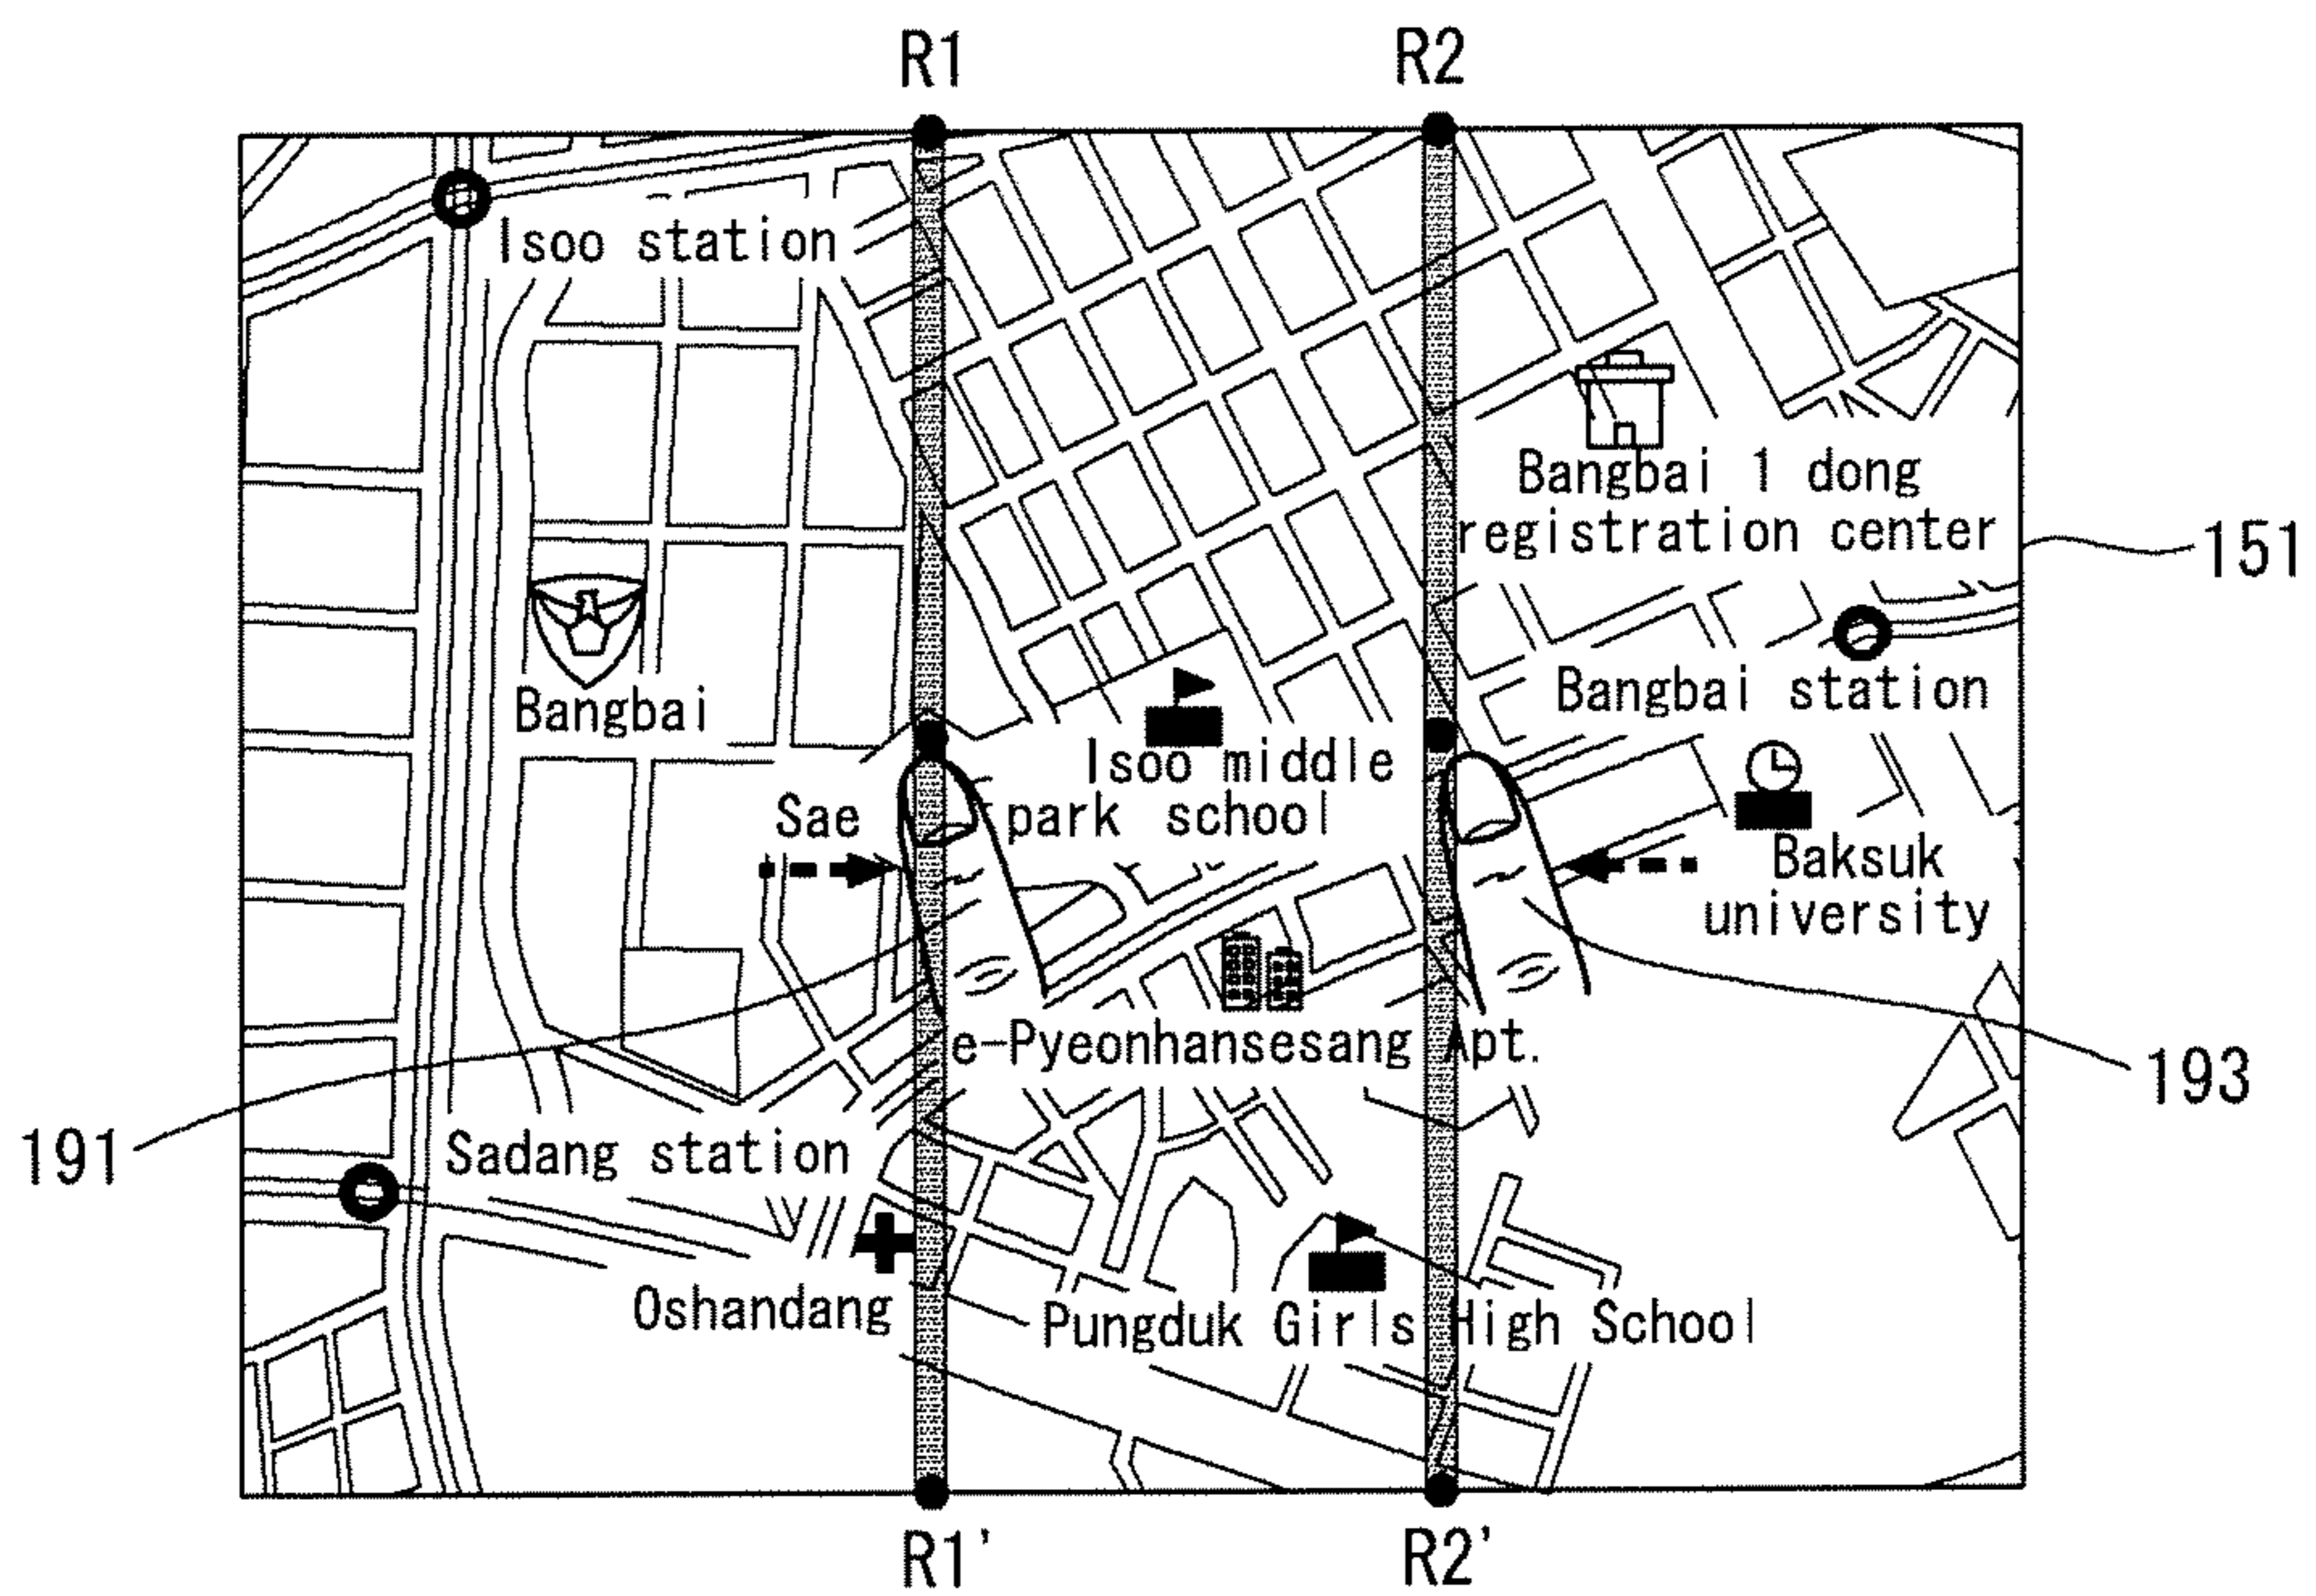 R1 R2
Isoo station
Bangbai 1 dong
registration center
151
Bangbai station
Bangbai
Isoo middle
Sae park school
Baksuk
university
e-Pyeonhansesang Apt.
193
191
Sadang station
Oshandang
Pungduk Girls High School
R1' R2'